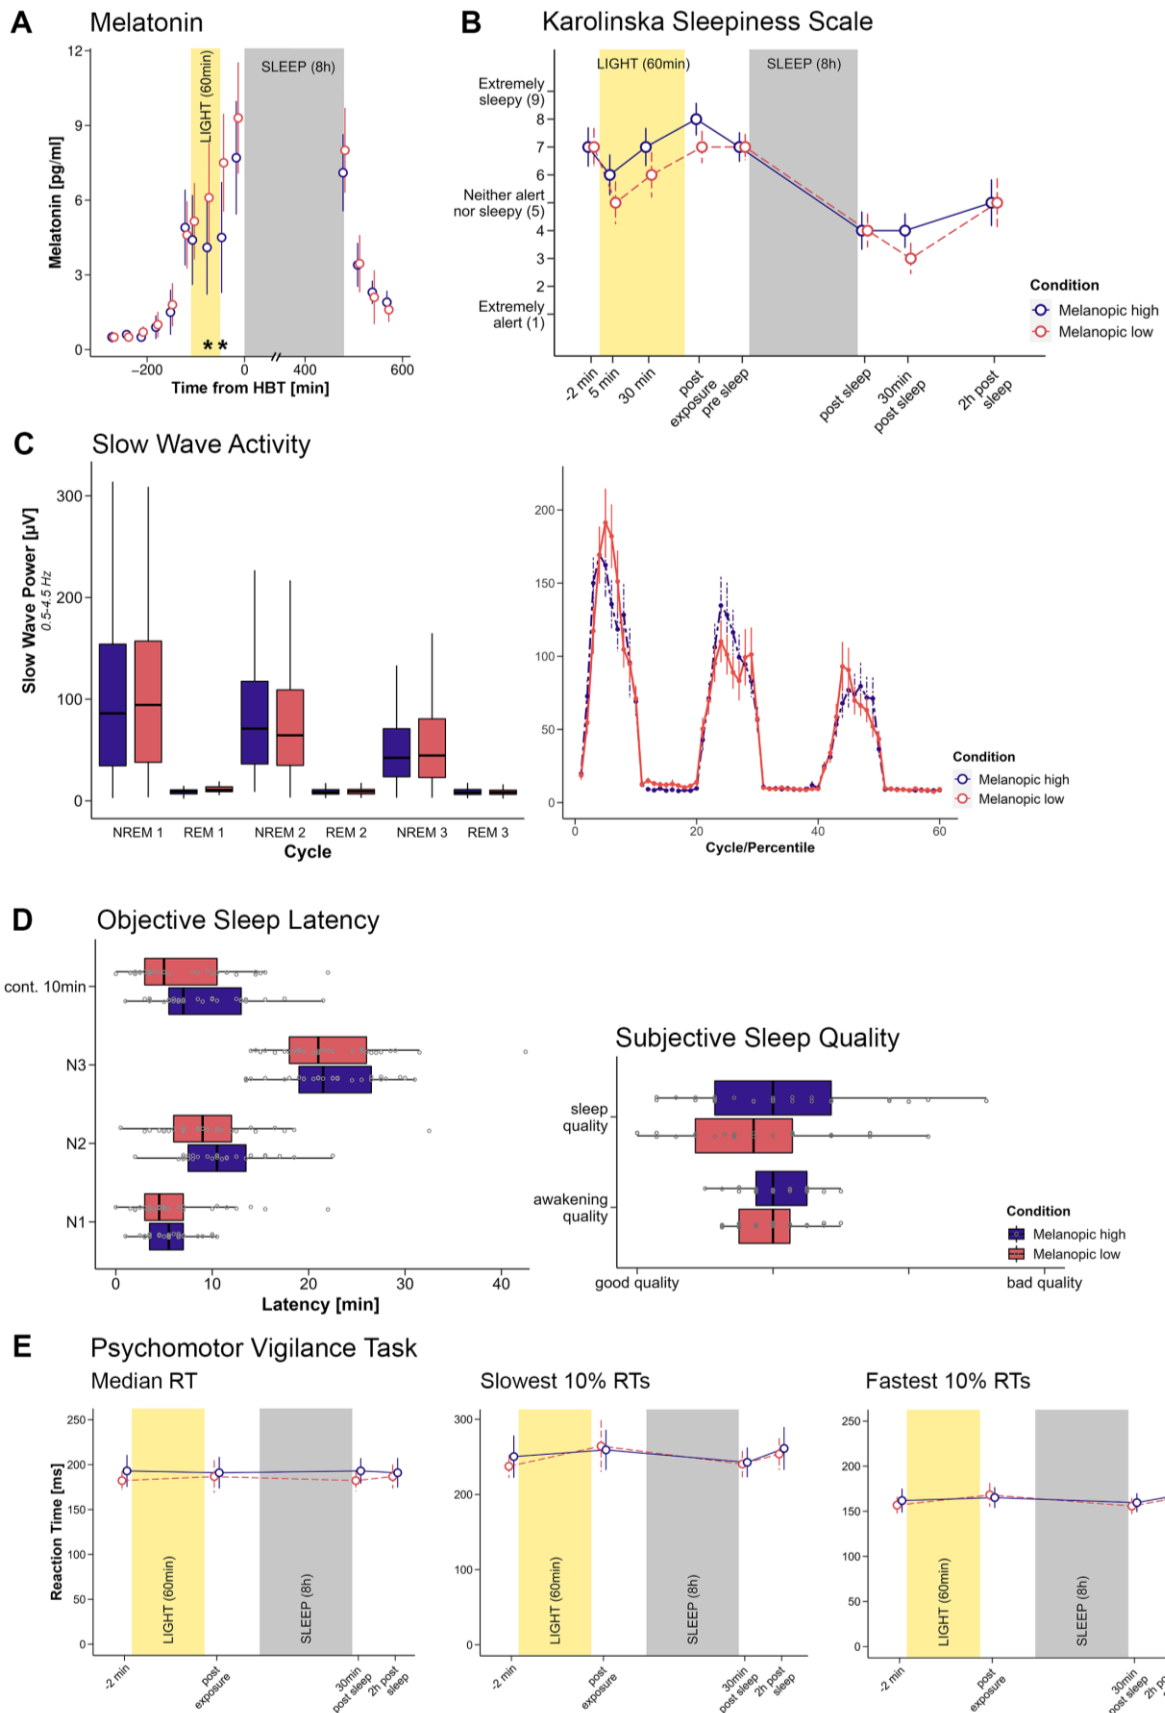 A Melatonin
12
9
6
3
0
Melatonin [pg/ml]
LIGHT (60min)
SLEEP (8h)
* *
−200 0 400 600
Time from HBT [min]
B Karolinska Sleepiness Scale
LIGHT (60min)
SLEEP (8h)
Extremely
sleepy (9)
8
7
6
Neither alert
nor sleepy (5)
4
3
2
Extremely
alert (1)
-2 min
5 min
30 min
post
exposure
pre sleep
post sleep
30min
post sleep
2h post
sleep
Condition
Melanopic high
Melanopic low
C Slow Wave Activity
Slow Wave Power [µV]
0.5-4.5 Hz
300
200
100
0
NREM 1 REM 1 NREM 2 REM 2 NREM 3 REM 3
Cycle
200
150
100
50
0
0 20 40 60
Cycle/Percentile
Condition
Melanopic high
Melanopic low
D Objective Sleep Latency
cont. 10min
N3
N2
N1
0 10 20 30 40
Latency [min]
Subjective Sleep Quality
sleep
quality
awakening
quality
good quality bad quality
Condition
Melanopic high
Melanopic low
E Psychomotor Vigilance Task
Median RT
Reaction Time [ms]
250
200
150
100
50
0
LIGHT (60min)
SLEEP (8h)
-2 min
post
exposure
30min
post sleep
2h post
sleep
Slowest 10% RTs
300
200
100
0
LIGHT (60min)
SLEEP (8h)
-2 min
post
exposure
30min
post sleep
2h post
sleep
Fastest 10% RTs
250
200
150
100
50
0
LIGHT (60min)
SLEEP (8h)
-2 min
post
exposure
30min
post sleep
2h po
s